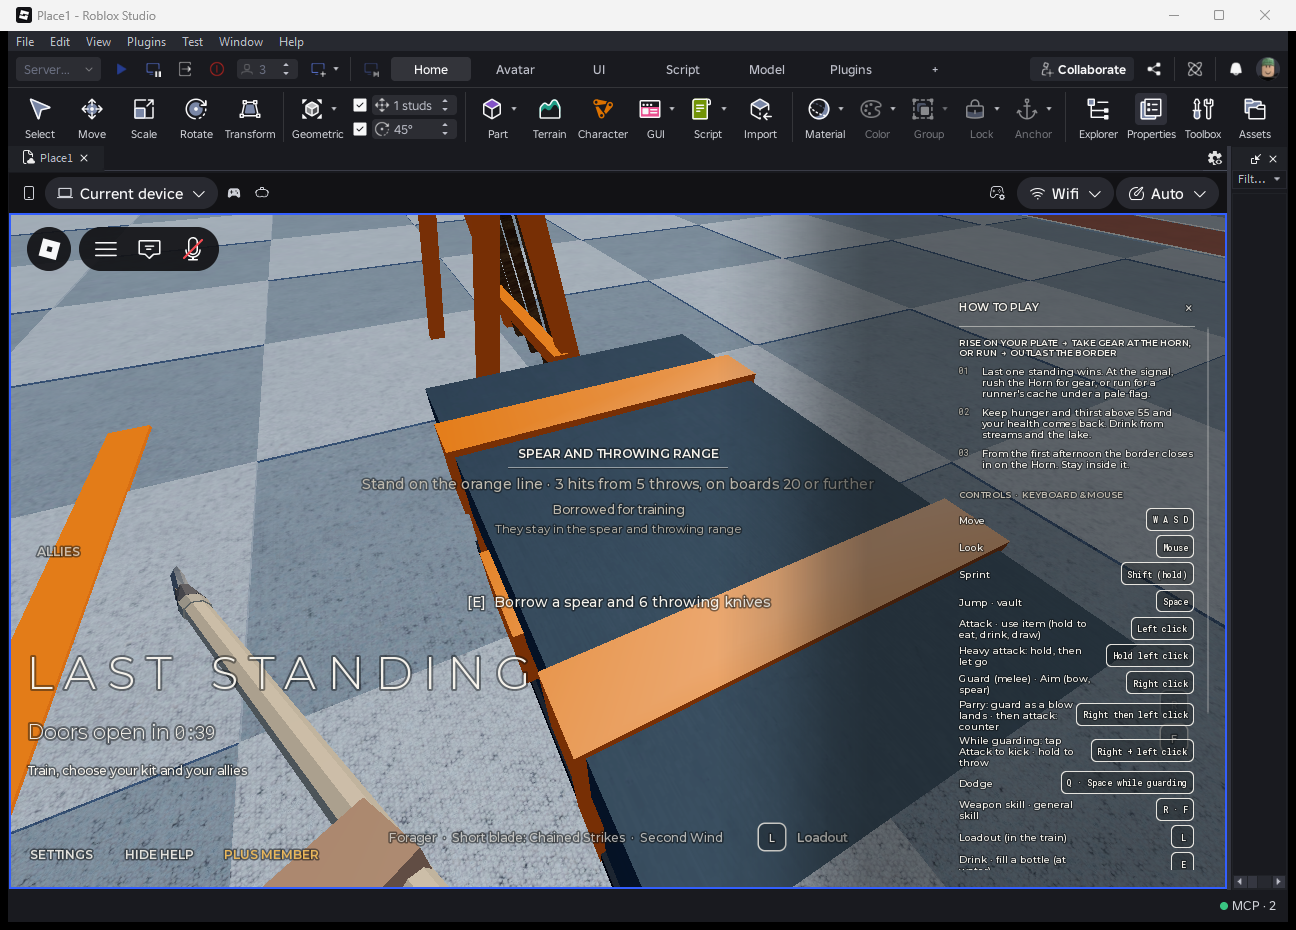 Place1 - Roblox Studio
File Edit View Plugins Test Window Help
Server... 3 Home Avatar UI Script Model Plugins + Collaborate
1 studs
45°
Select Move Scale Rotate Transform Geometric Part Terrain Character GUI Script Import Material Color Group Lock Anchor Explorer Properties Toolbox Assets
Place1
Filt...
Current device Wifi Auto
HOW TO PLAY ×
RISE ON YOUR PLATE → TAKE GEAR AT THE HORN,
OR RUN → OUTLAST THE BORDER
01 Last one standing wins. At the signal,
rush the Horn for gear, or run for a
runner's cache under a pale flag.
02 Keep hunger and thirst above 55 and
your health comes back. Drink from
streams and the lake.
03 From the first afternoon the border closes
in on the Horn. Stay inside it.
CONTROLS · KEYBOARD & MOUSE
Move W A S D
Look Mouse
Sprint Shift (hold)
Jump · vault Space
Attack · use item (hold to
eat, drink, draw) Left click
Heavy attack: hold, then
let go Hold left click
Guard (melee) · Aim (bow,
spear) Right click
Parry: guard as a blow
lands · then attack:
counter Right then left click
While guarding: tap
Attack to kick · hold to
throw Right + left click
Dodge Q · Space while guarding
Weapon skill · general
skill R · F
Loadout (in the train) L
Drink · fill a bottle (at
water) E
SPEAR AND THROWING RANGE
Stand on the orange line · 3 hits from 5 throws, on boards 20 or further
Borrowed for training
They stay in the spear and throwing range
[E] Borrow a spear and 6 throwing knives
ALLIES
LAST STANDING
Doors open in 0:39
Train, choose your kit and your allies
Forager · Short blade: Chained Strikes · Second Wind L Loadout
SETTINGS HIDE HELP PLUS MEMBER
MCP · 2